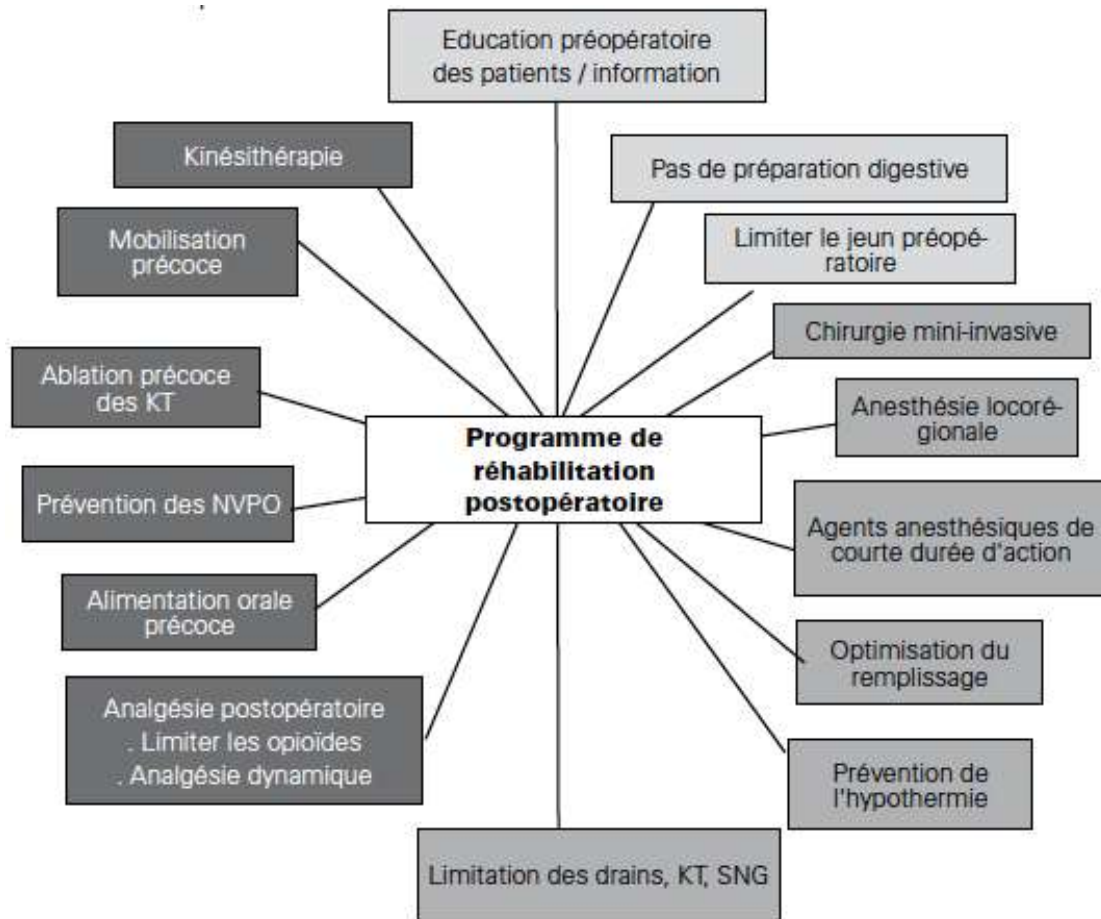 Education préopératoire
des patients / information
Kinésithérapie
Pas de préparation digestive
Mobilisation
précoce
Limiter le jeun préopé-
ratoire
Chirurgie mini-invasive
Ablation précoce
des KT
Anesthésie locoré-
gionale
Programme de
réhabilitation
postopératoire
Prévention des NVPO
Agents anesthésiques de
courte durée d'action
Alimentation orale
précoce
Optimisation du
remplissage
Analgésie postopératoire
. Limiter les opioïdes
. Analgésie dynamique
Prévention de
l'hypothermie
Limitation des drains, KT, SNG